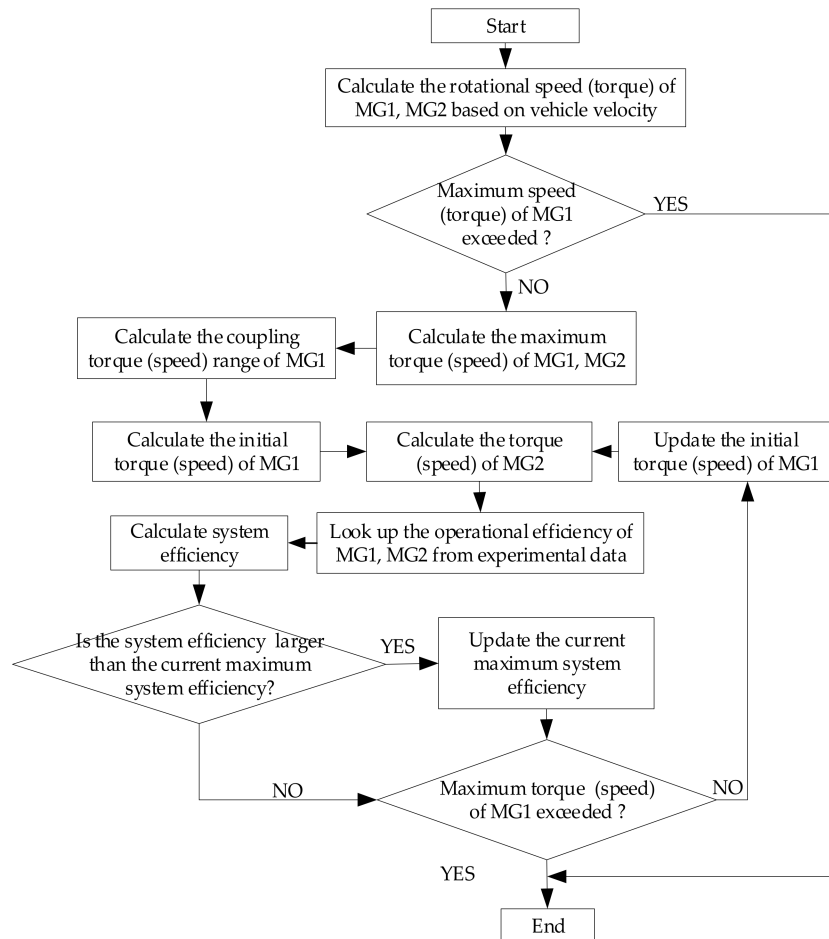 Start
Calculate the rotational speed (torque) of
MG1, MG2 based on vehicle velocity
Maximum speed
(torque) of MG1
exceeded ?
YES
NO
Calculate the coupling
torque (speed) range of MG1
Calculate the maximum
torque (speed) of MG1, MG2
Calculate the initial
torque (speed) of MG1
Calculate the torque
(speed) of MG2
Update the initial
torque (speed) of MG1
Calculate system
efficiency
Look up the operational efficiency of
MG1, MG2 from experimental data
Is the system efficiency larger
than the current maximum
system efficiency?
YES
Update the current
maximum system
efficiency
NO
Maximum torque (speed)
of MG1 exceeded ?
NO
YES
End